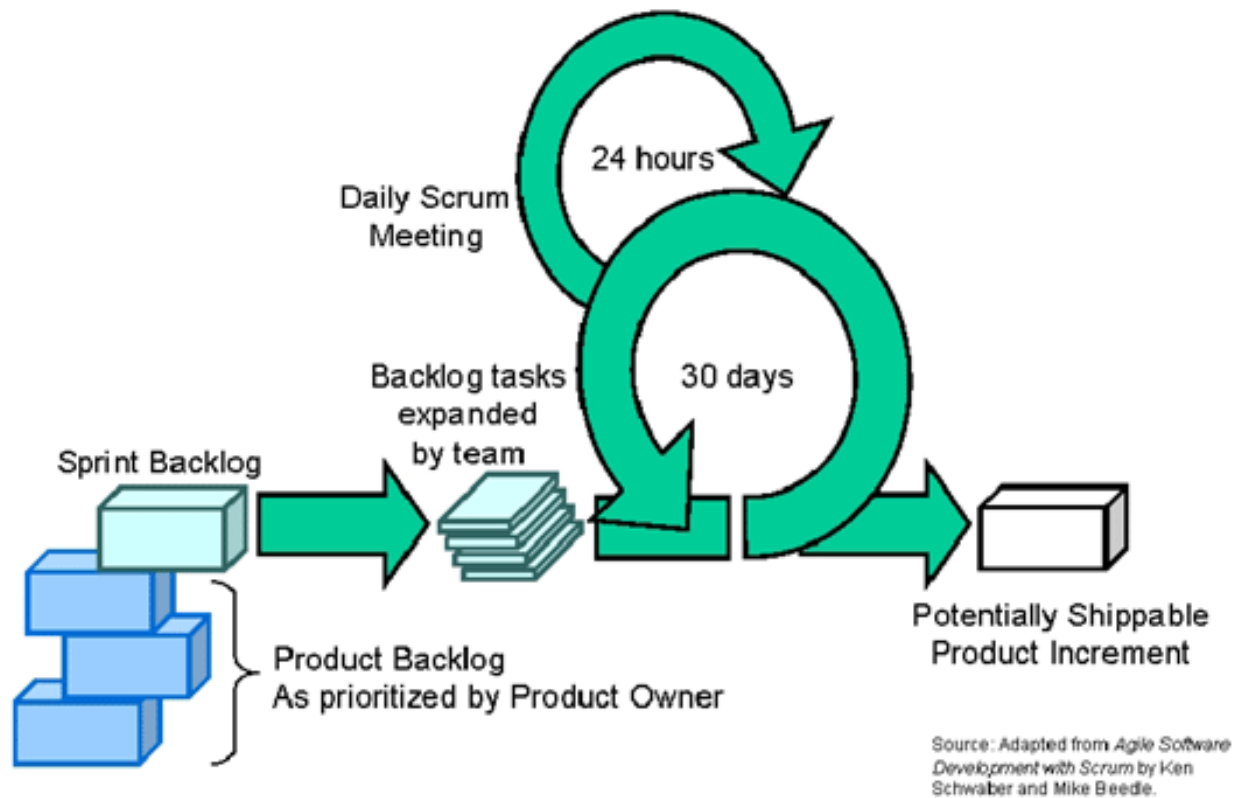 24 hours
Daily Scrum
Meeting
Backlog tasks
expanded
by team
30 days
Sprint Backlog
Potentially Shippable
Product Increment
Product Backlog
As prioritized by Product Owner
Source: Adapted from Agile Software
Development with Scrum by Ken
Schwaber and Mike Beedle.